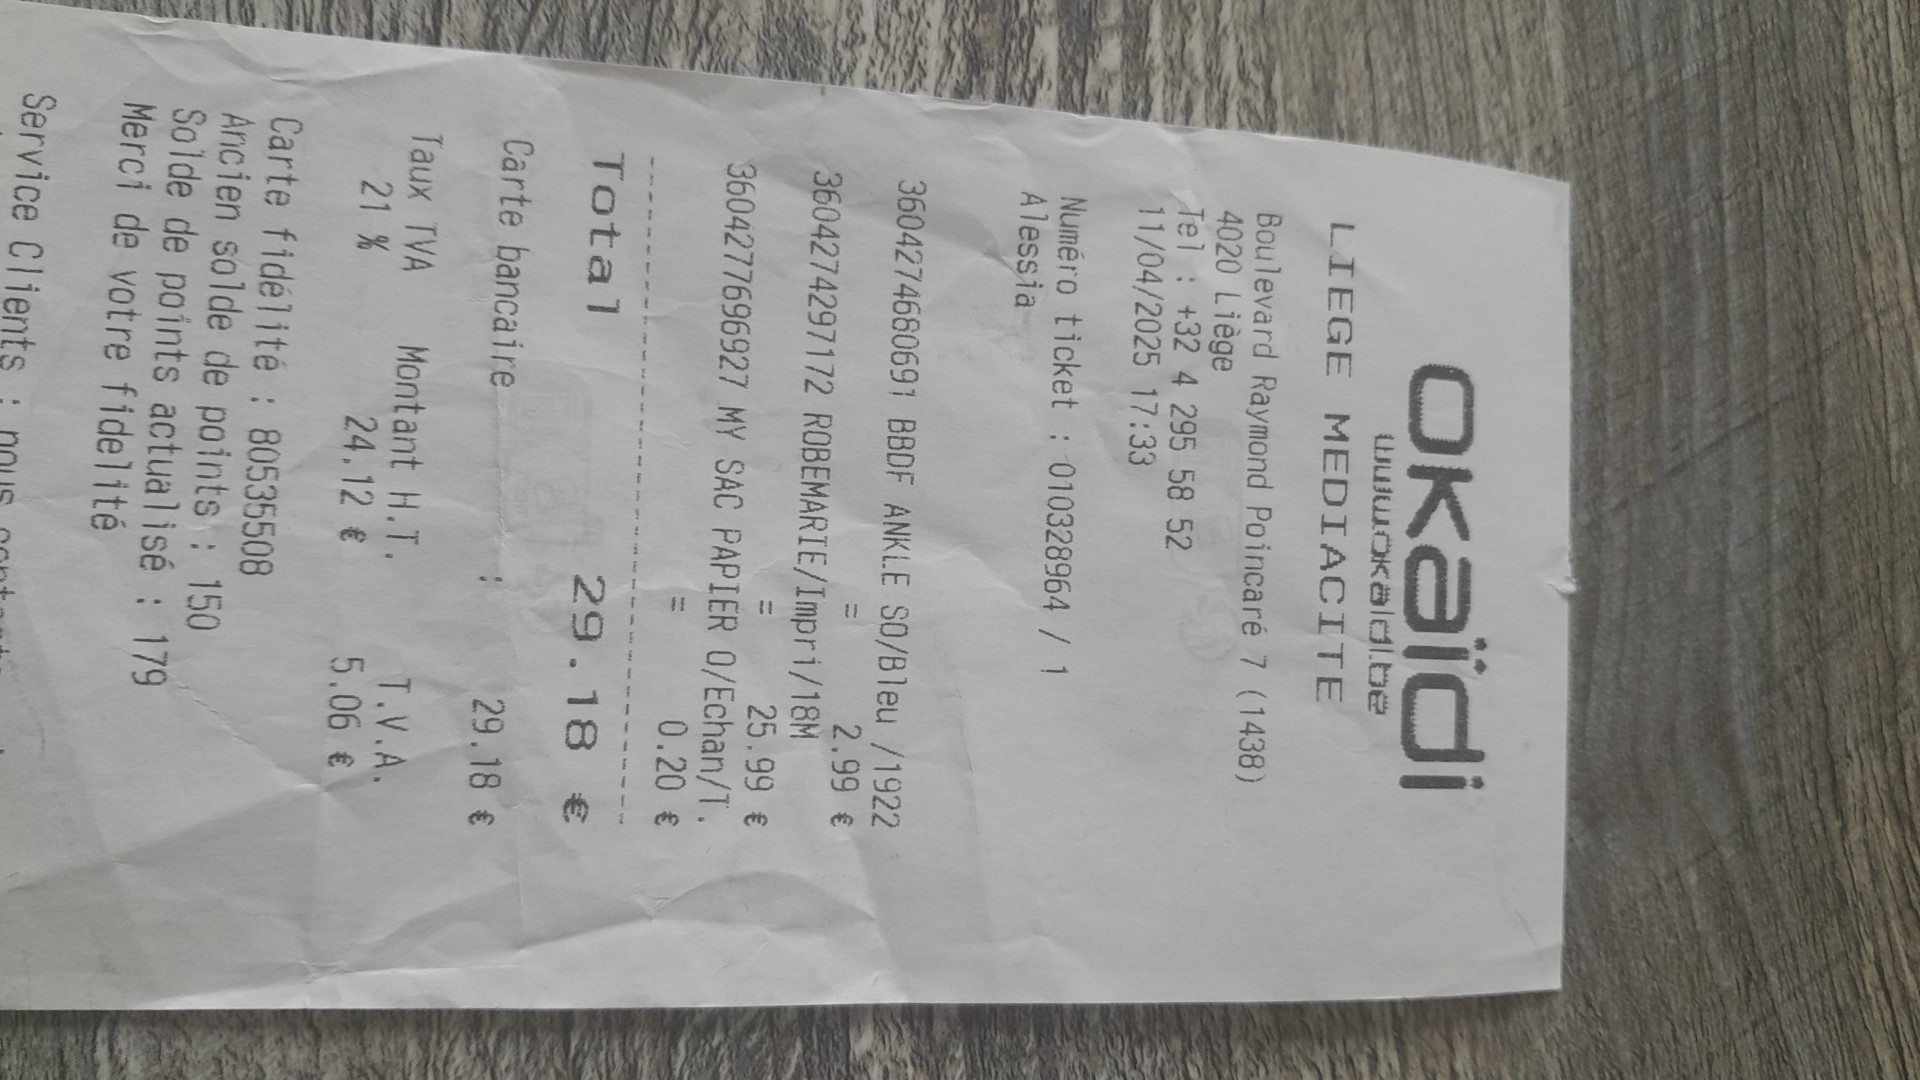 okaïdi
www.okaidi.be
LIEGE MEDIACITE
Boulevard Raymond Poincaré 7 (1438)
4020 Liège
Tel : +32 4 295 58 52
11/04/2025 17:33
Numéro ticket : 010328964 / 1
Alessia
3604274680691 BBDF ANKLE SO/Bleu /1922
= 2.99 €
3604274297172 ROBEMARIE/Impri/18M
= 25.99 €
3604277696927 MY SAC PAPIER O/Echan/T.
= 0.20 €
Total 29.18 €
Carte bancaire : 29.18 €
Taux TVA Montant H.T. T.V.A.
21 % 24.12 € 5.06 €
Carte fidélité : 80535508
Ancien solde de points : 150
Solde de points actualisé : 179
Merci de votre fidelité
Service Clients : nous